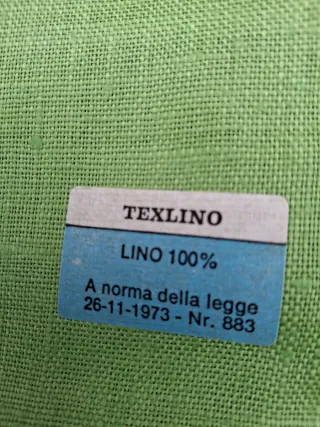 TEXLINO
LINO 100%
A norma della legge
26-11-1973 - Nr. 883